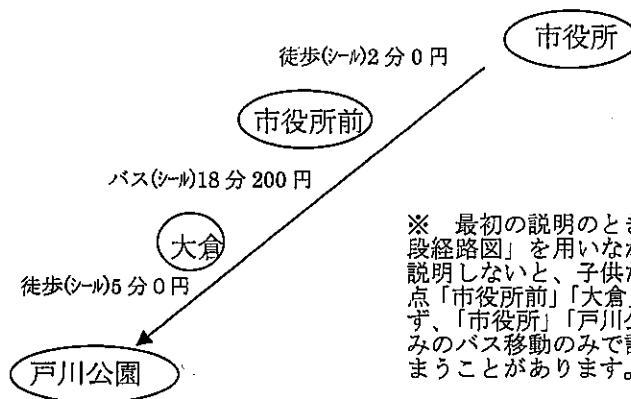 市役所
徒歩(シール)2分0円
市役所前
バス(シール)18分200円
大倉
徒歩(シール)5分0円
戸川公園
※ 最初の説明のとき
段経路図」を用いなが
説明しないと、子供た
点「市役所前」「大倉」
ず、「市役所」「戸川公
みのバス移動のみで
まうことがあります。